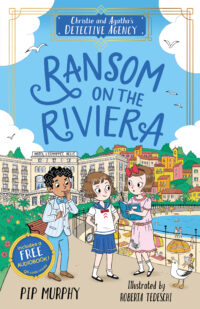 Christie and Agatha's
DETECTIVE AGENCY
RANSOM
ON THE
RIVIERA
Includes a
FREE
AUDIOBOOK!
PIP MURPHY
Illustrated by
ROBERTA TEDESCHI